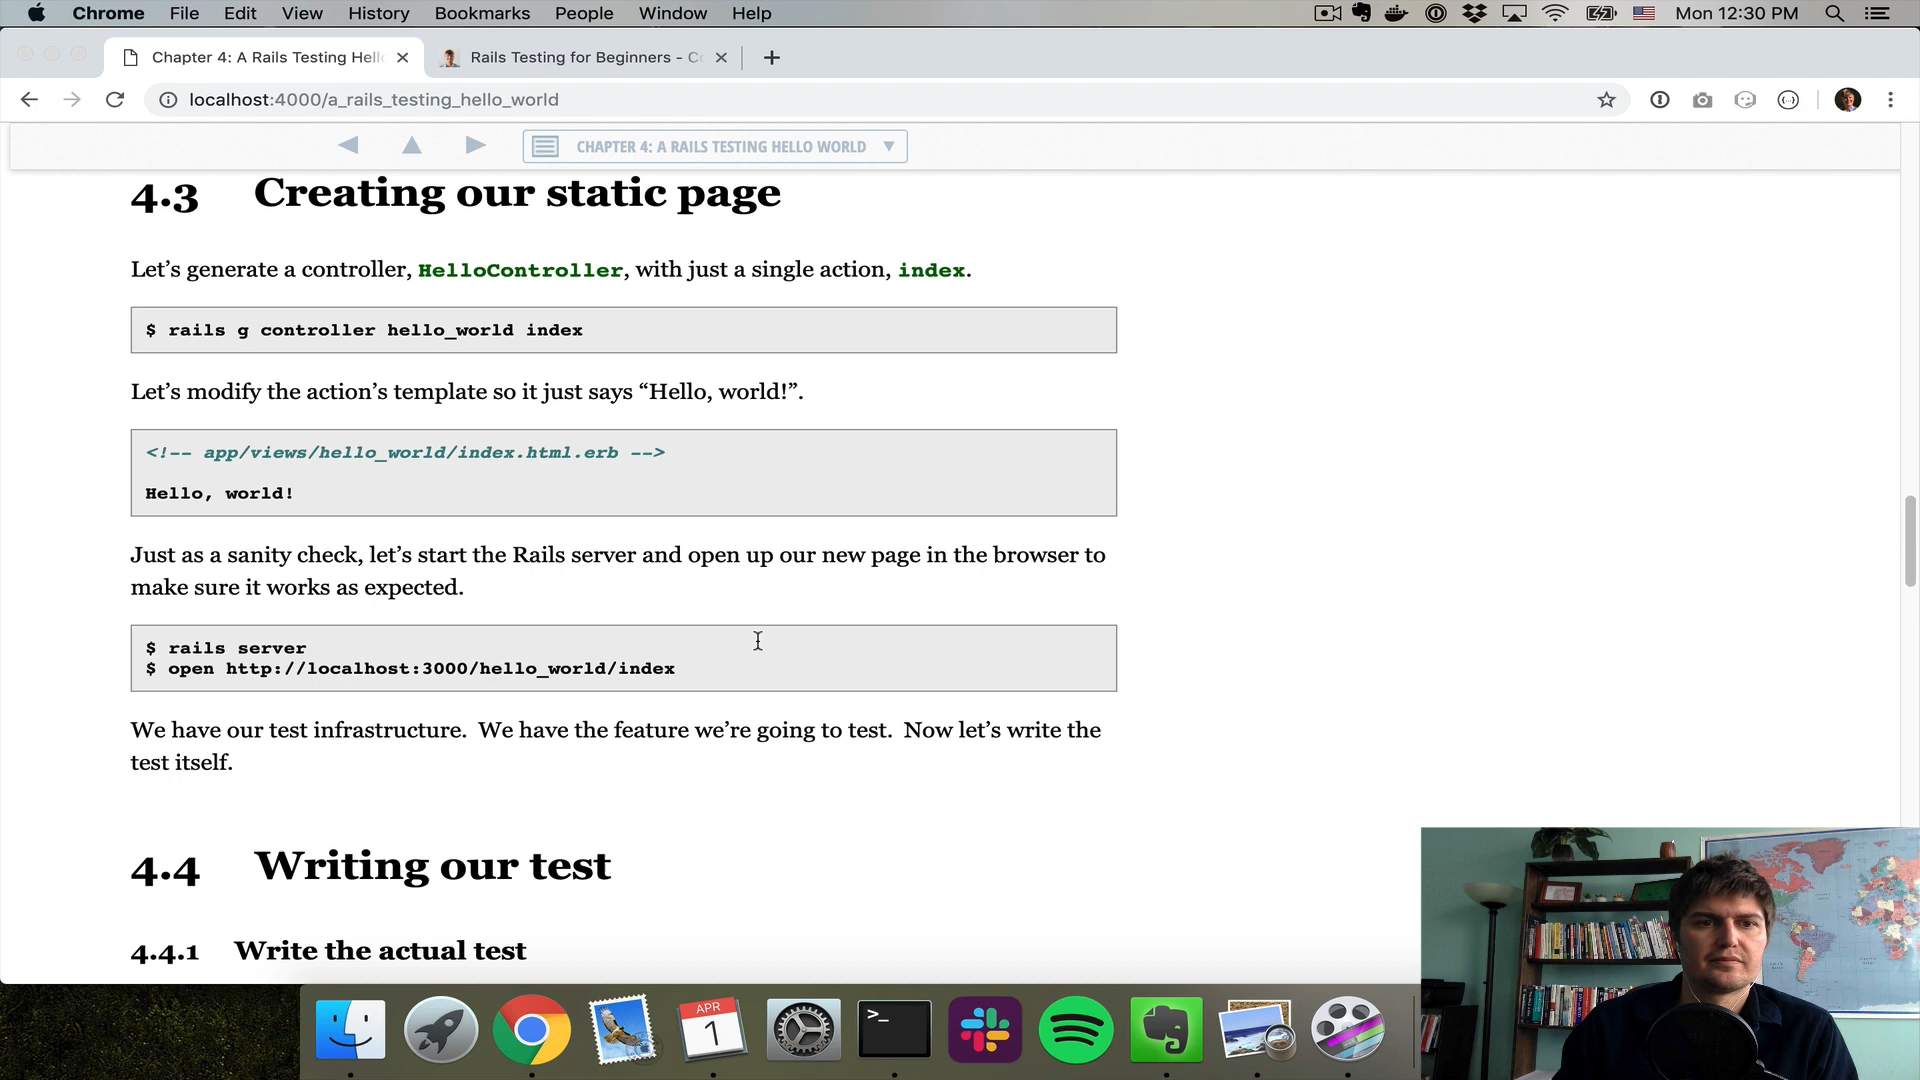 Chrome File Edit View History Bookmarks People Window Help Mon 12:30 PM
Chapter 4: A Rails Testing Hell
Rails Testing for Beginners - Co
localhost:4000/a_rails_testing_hello_world
CHAPTER 4: A RAILS TESTING HELLO WORLD
4.3 Creating our static page
Let’s generate a controller, HelloController, with just a single action, index.
$ rails g controller hello_world index
Let’s modify the action’s template so it just says “Hello, world!”.
<!-- app/views/hello_world/index.html.erb -->
Hello, world!
Just as a sanity check, let’s start the Rails server and open up our new page in the browser to
make sure it works as expected.
$ rails server
$ open http://localhost:3000/hello_world/index
We have our test infrastructure. We have the feature we’re going to test. Now let’s write the
test itself.
4.4 Writing our test
4.4.1 Write the actual test
APR
1
>_